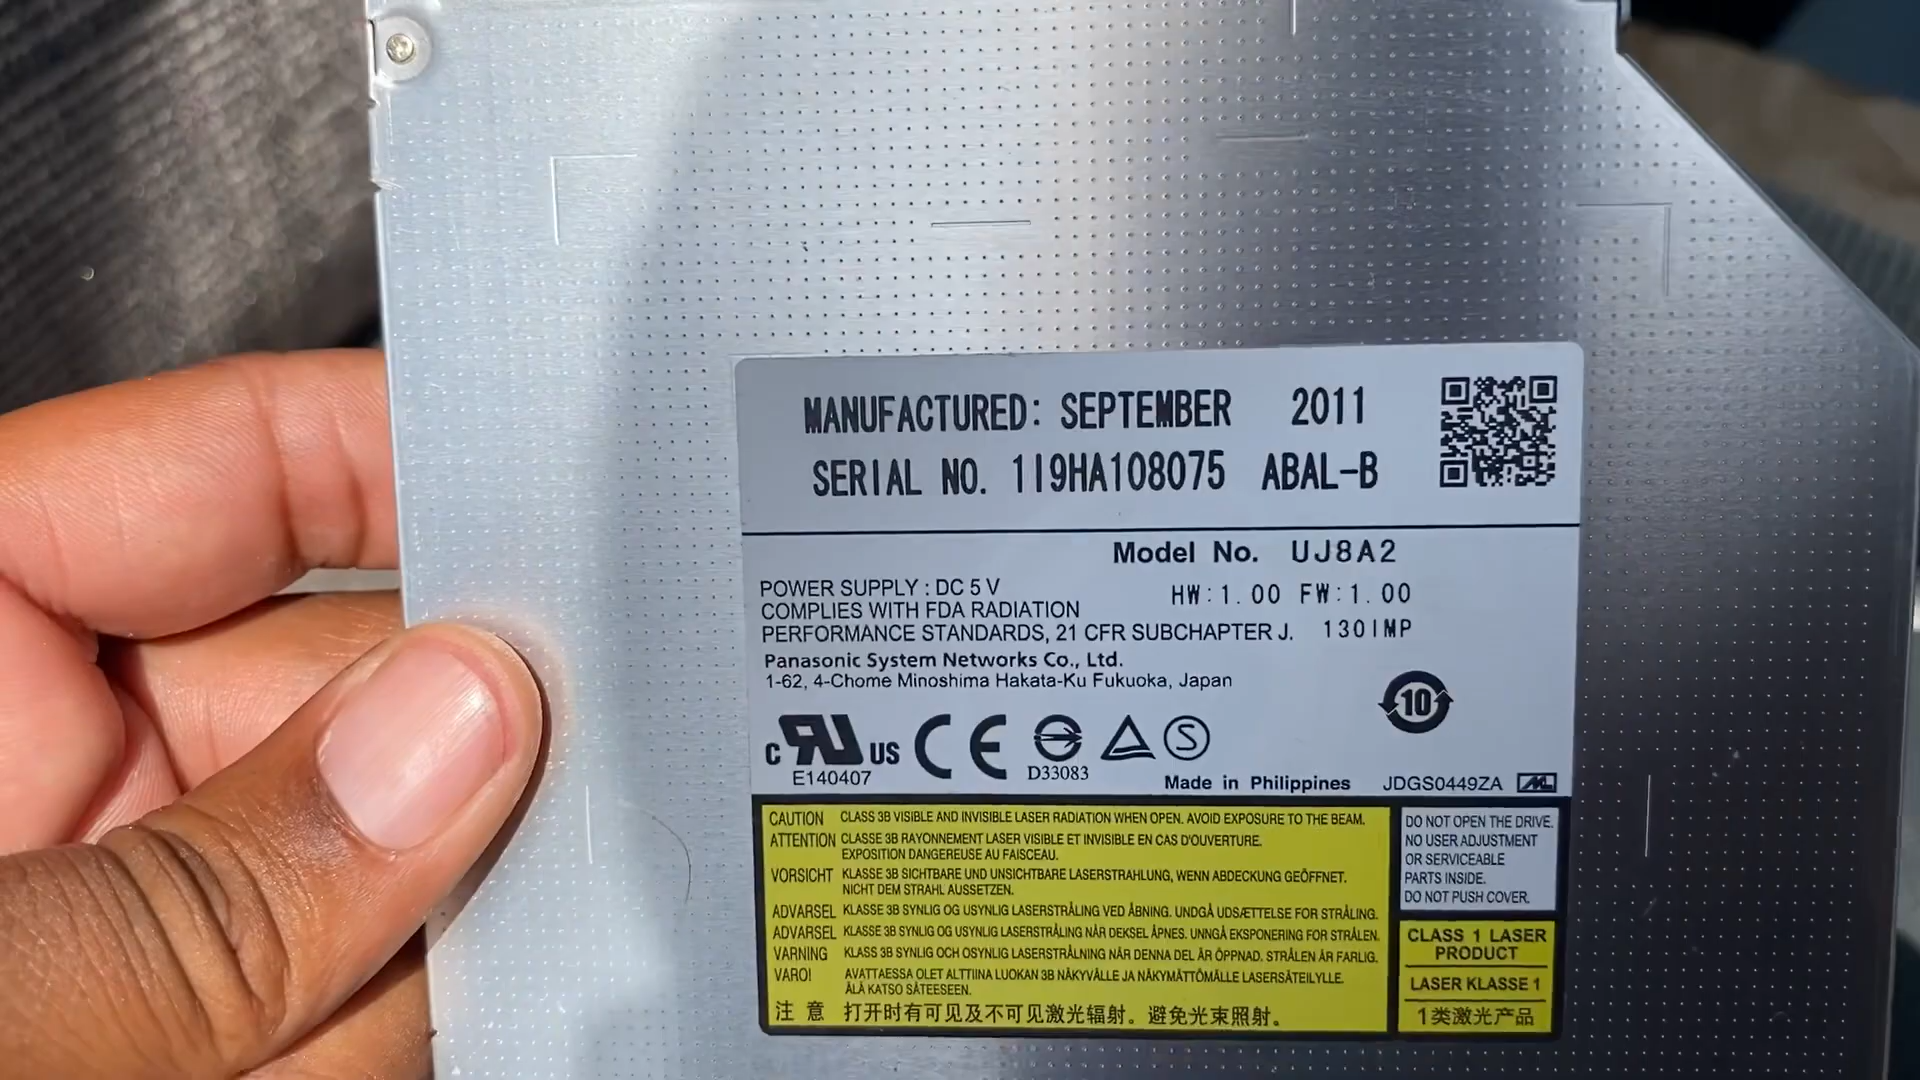 MANUFACTURED: SEPTEMBER 2011
SERIAL NO. 1I9HA108075 ABAL-B
Model No. UJ8A2
POWER SUPPLY : DC 5 V
HW:1.00 FW:1.00
COMPLIES WITH FDA RADIATION
PERFORMANCE STANDARDS, 21 CFR SUBCHAPTER J. 130IMP
Panasonic System Networks Co., Ltd.
1-62, 4-Chome Minoshima Hakata-Ku Fukuoka, Japan
10
c RU US
E140407
CE
D33083
S
Made in Philippines JDGS0449ZA
CAUTION CLASS 3B VISIBLE AND INVISIBLE LASER RADIATION WHEN OPEN. AVOID EXPOSURE TO THE BEAM.
ATTENTION CLASSE 3B RAYONNEMENT LASER VISIBLE ET INVISIBLE EN CAS D'OUVERTURE.
EXPOSITION DANGEREUSE AU FAISCEAU.
VORSICHT KLASSE 3B SICHTBARE UND UNSICHTBARE LASERSTRAHLUNG, WENN ABDECKUNG GEÖFFNET.
NICHT DEM STRAHL AUSSETZEN.
ADVARSEL KLASSE 3B SYNLIG OG USYNLIG LASERSTRÅLING VED ÅBNING. UNDGÅ UDSÆTTELSE FOR STRÅLING.
ADVARSEL KLASSE 3B SYNLIG OG USYNLIG LASERSTRÅLING NÅR DEKSEL ÅPNES. UNNGÅ EKSPONERING FOR STRÅLEN.
VARNING KLASS 3B SYNLIG OCH OSYNLIG LASERSTRÅLNING NÄR DENNA DEL ÄR ÖPPNAD. STRÅLEN ÄR FARLIG.
VARO! AVATTAESSA OLET ALTTIINA LUOKAN 3B NÄKYVÄLLE JA NÄKYMÄTTÖMÄLLE LASERSÄTEILYLLE.
ÄLÄ KATSO SÄTEESEEN.
注 意 打开时有可见及不可见激光辐射。避免光束照射。
DO NOT OPEN THE DRIVE.
NO USER ADJUSTMENT
OR SERVICEABLE
PARTS INSIDE.
DO NOT PUSH COVER.
CLASS 1 LASER
PRODUCT
LASER KLASSE 1
1类激光产品